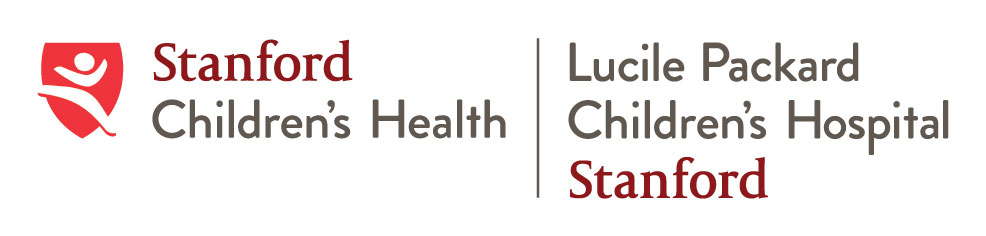 Stanford
Children's Health
Lucile Packard
Children's Hospital
Stanford